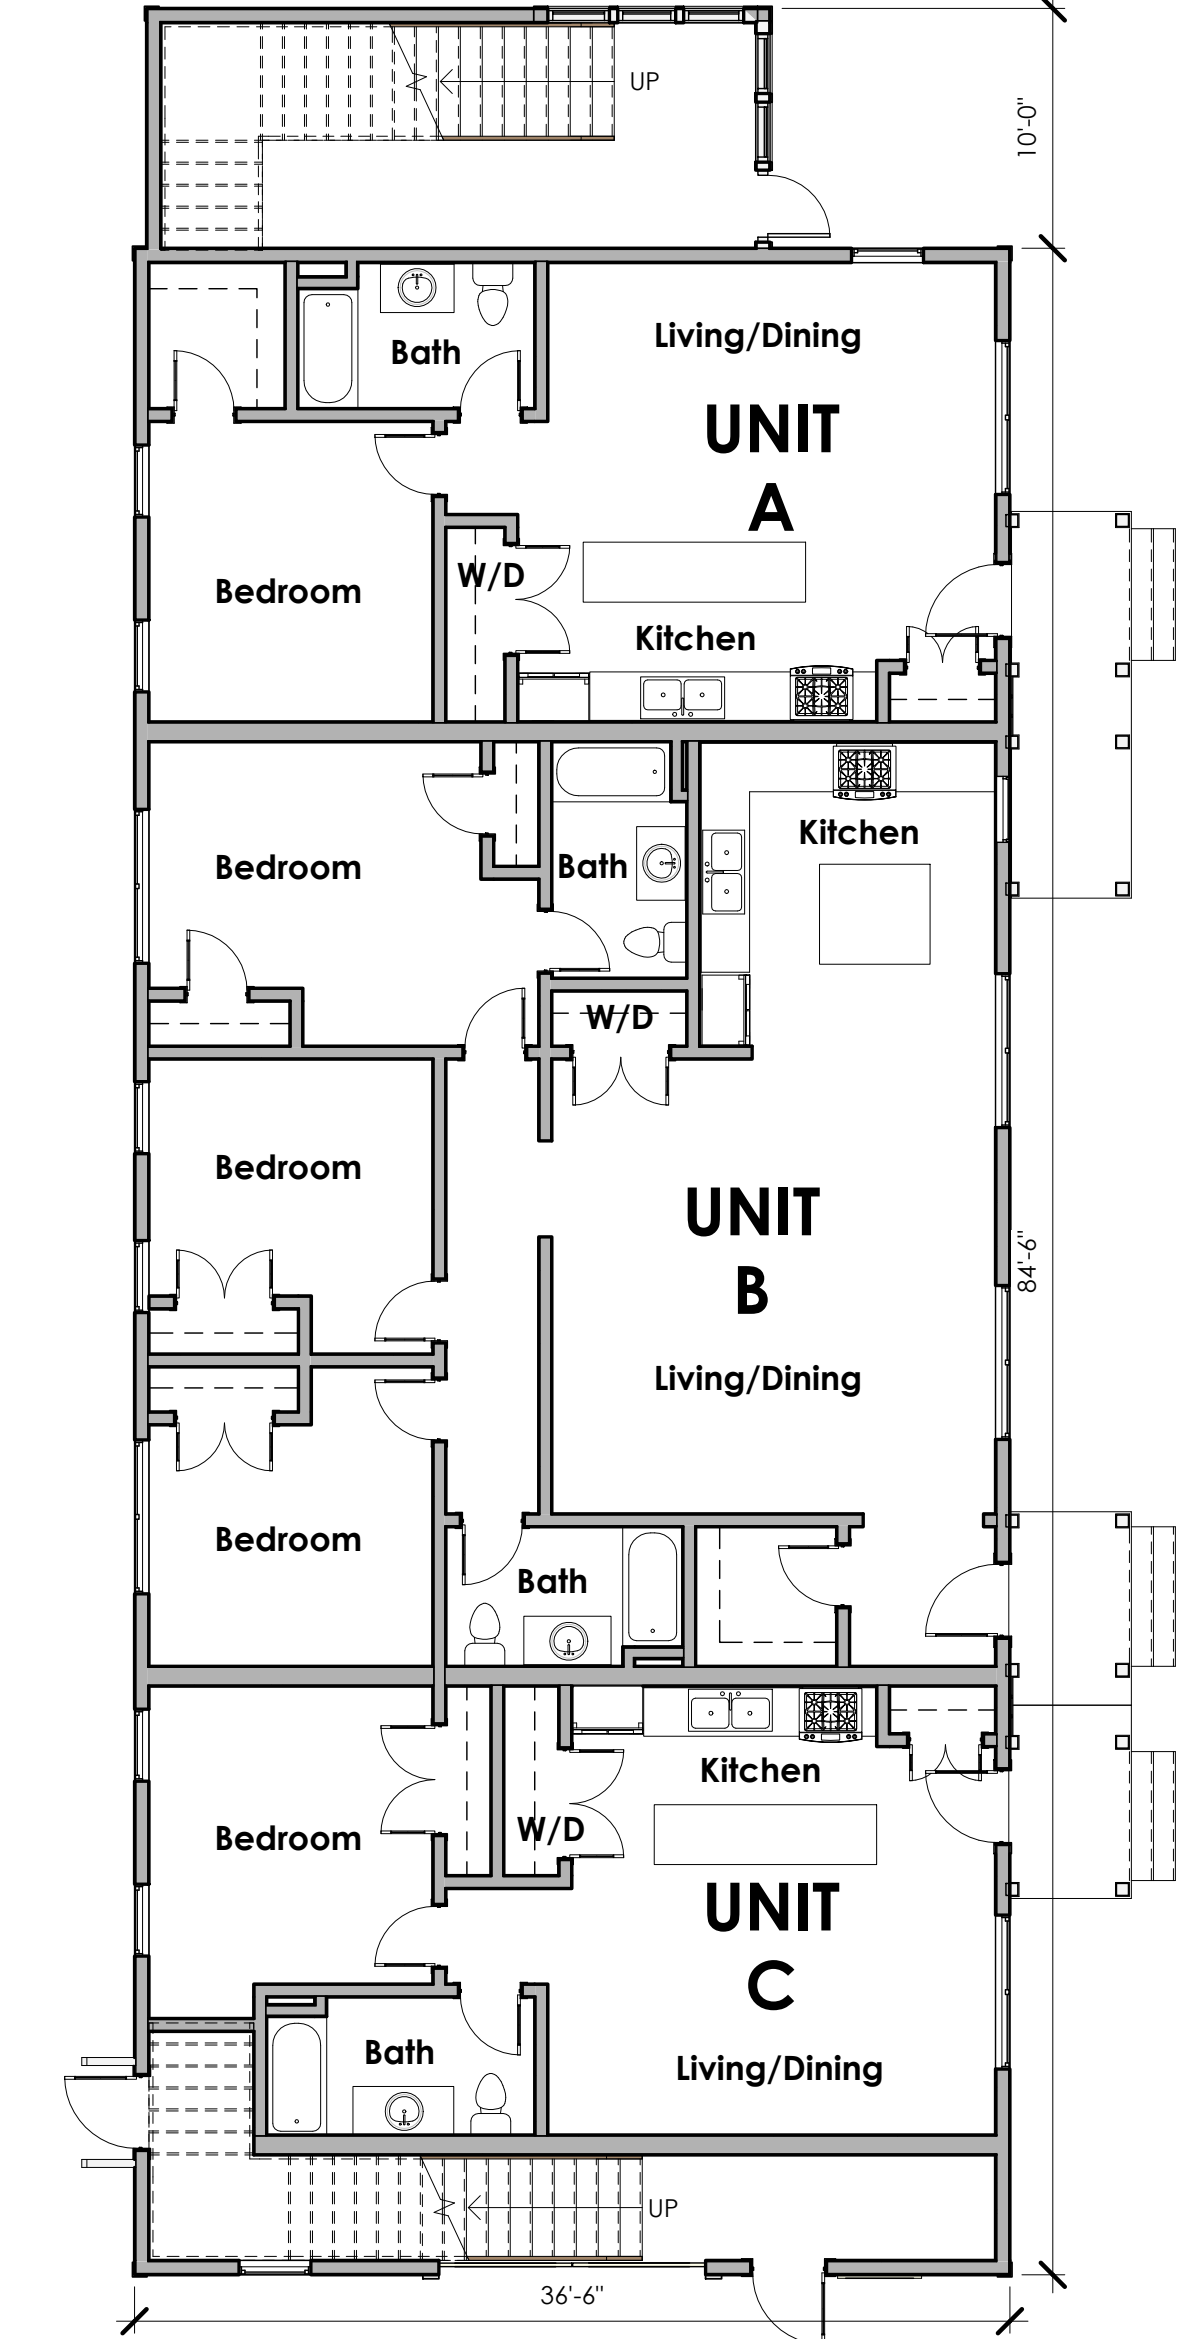 UP
10'-0"
Living/Dining
Bath
UNIT
A
W/D
Bedroom
Kitchen
Kitchen
Bedroom
Bath
W/D
Bedroom
UNIT
B
84'-6"
Living/Dining
Bedroom
Bath
Kitchen
W/D
Bedroom
UNIT
C
Bath
Living/Dining
UP
36'-6"